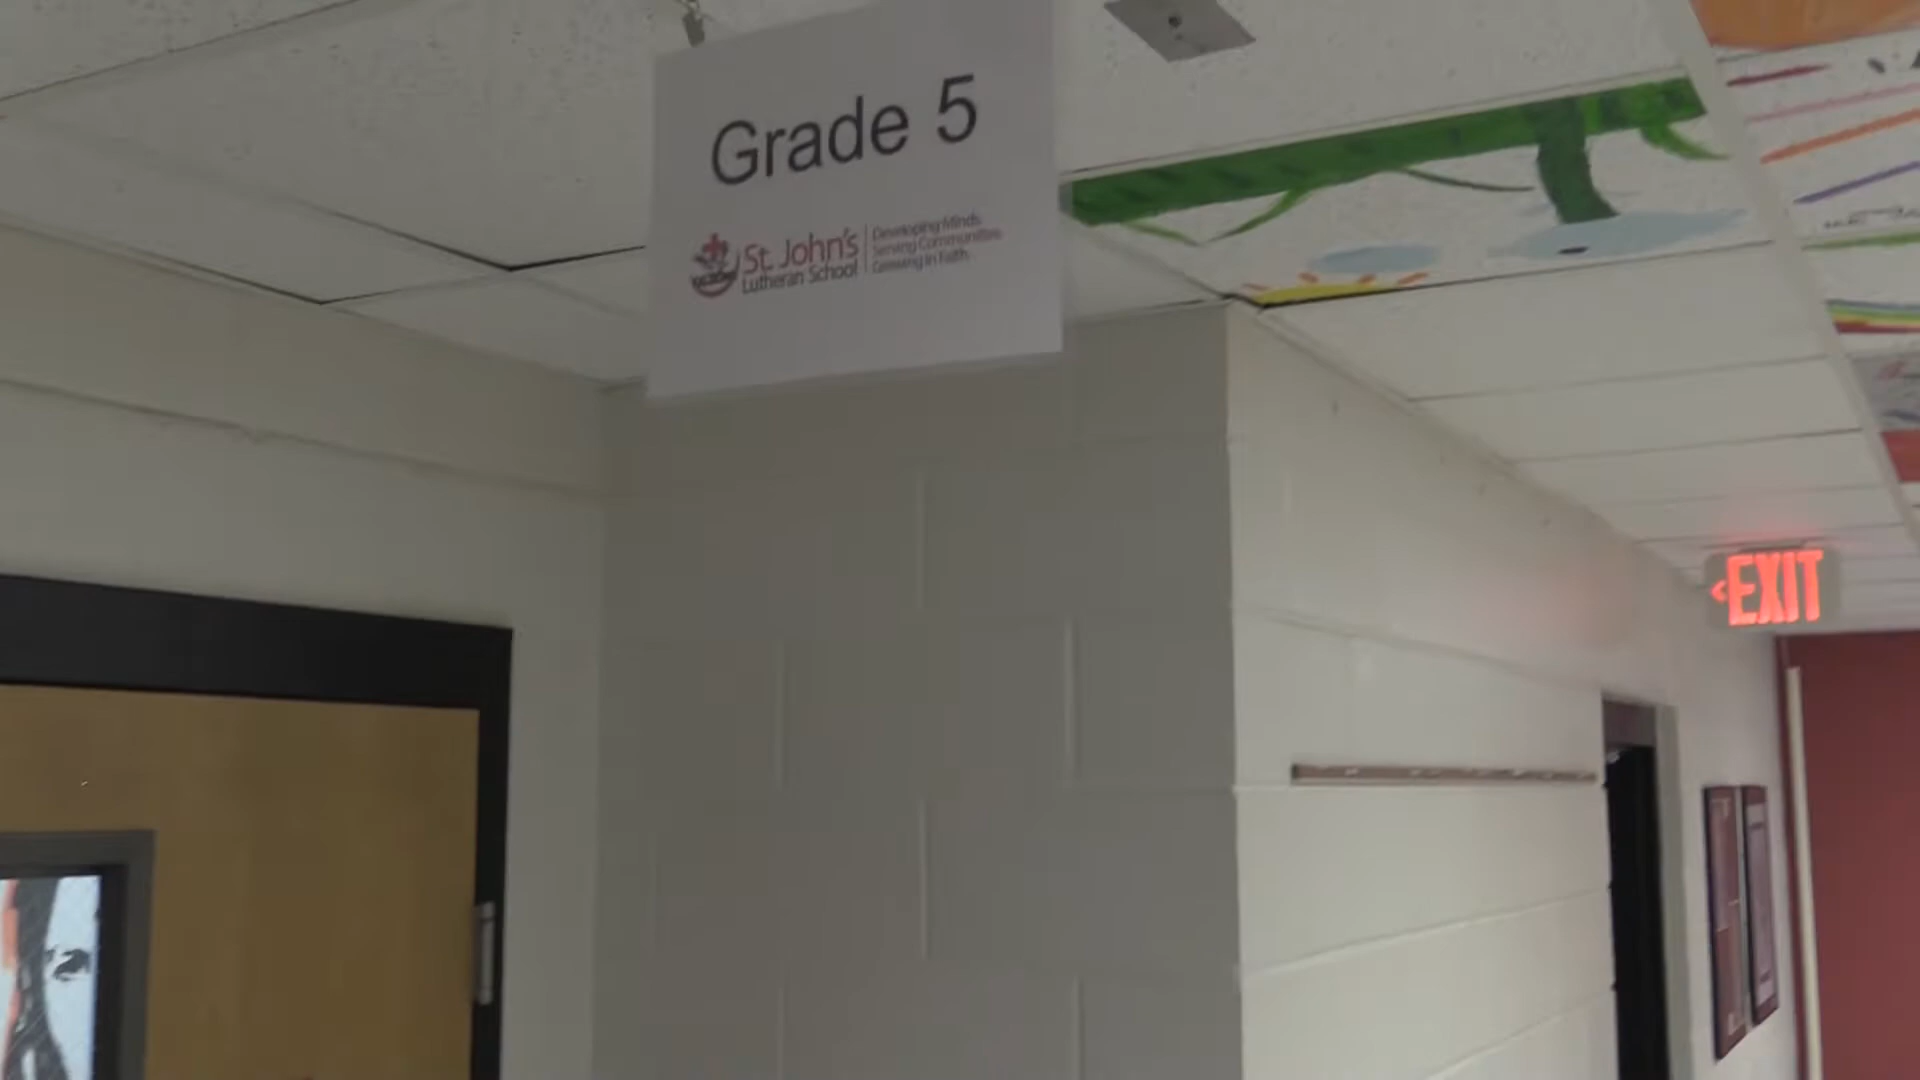 Grade 5
St. John's
Lutheran School
Developing Minds
Serving Communities
Growing in Faith
EXIT